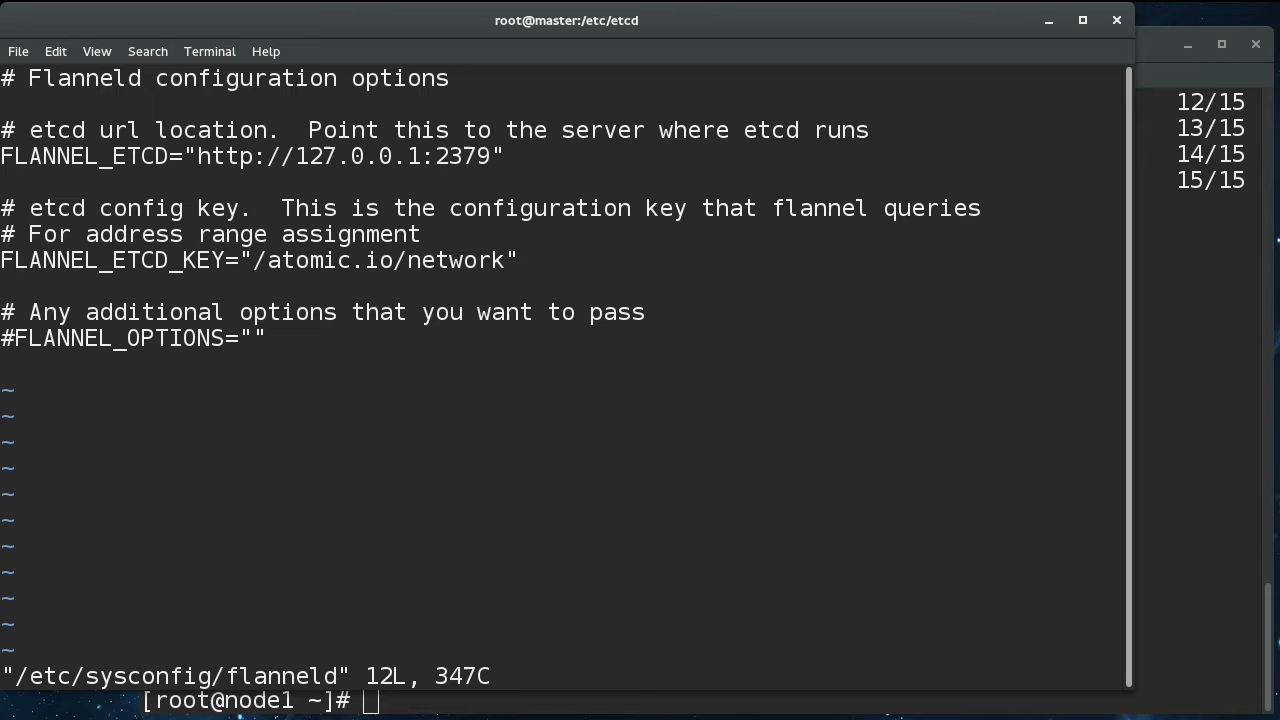 root@master:/etc/etcd
File Edit View Search Terminal Help
# Flanneld configuration options
# etcd url location.  Point this to the server where etcd runs
FLANNEL_ETCD="http://127.0.0.1:2379"
# etcd config key.  This is the configuration key that flannel queries
# For address range assignment
FLANNEL_ETCD_KEY="/atomic.io/network"
# Any additional options that you want to pass
#FLANNEL_OPTIONS=""
~
~
~
~
~
~
~
~
~
~
~
"/etc/sysconfig/flanneld" 12L, 347C
12/15
13/15
14/15
15/15
[root@node1 ~]#